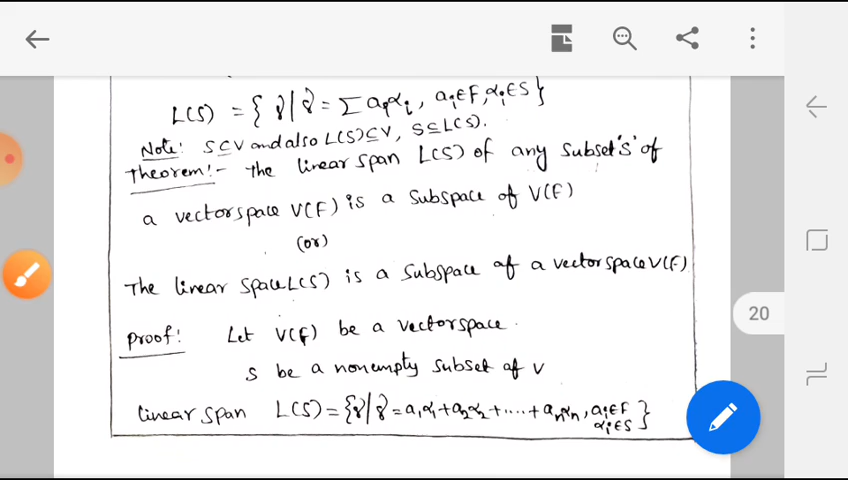 L(S) = { γ | γ = Σ aᵢαᵢ, aᵢ∈F, αᵢ∈S }
Note: S⊆V and also L(S)⊆V, S⊆L(S).
Theorem:- The linear span L(S) of any subset 'S' of
a vectorspace V(F) is a subspace of V(F)
(or)
The linear space L(S) is a subspace of a vectorspace V(F)
Proof: Let V(F) be a vectorspace.
S be a nonempty subset of V
linear span L(S) = {γ | γ = a₁α₁+a₂α₂+....+aₙαₙ, aᵢ∈F
αᵢ∈S }
20